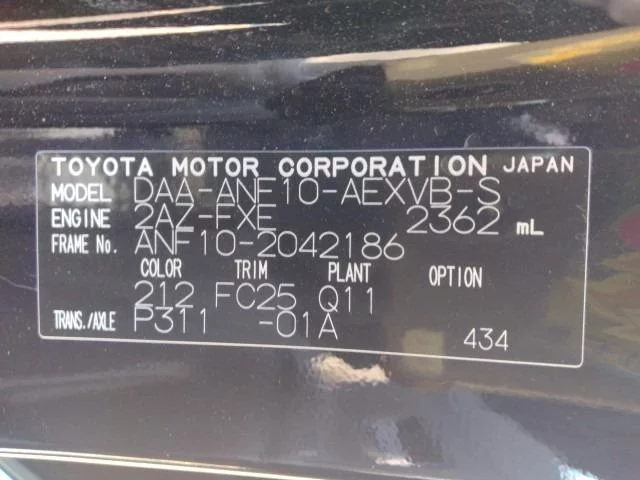 TOYOTA MOTOR CORPORATION JAPAN
MODEL DAA-ANF10-AEXVB-S
ENGINE 2AZ-FXE 2362 mL
FRAME No. ANF10-2042186
COLOR TRIM PLANT OPTION
212 FC25 Q11
TRANS./AXLE P311 -01A
434